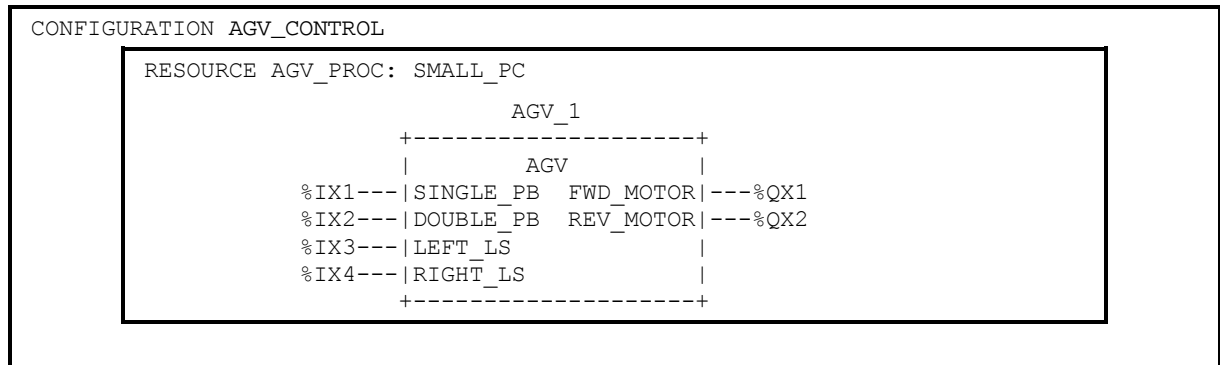 CONFIGURATION AGV_CONTROL
RESOURCE AGV_PROC: SMALL_PC
AGV_1
+--------------------+
|        AGV         |
%IX1---|SINGLE_PB  FWD_MOTOR|---%QX1
%IX2---|DOUBLE_PB  REV_MOTOR|---%QX2
%IX3---|LEFT_LS             |
%IX4---|RIGHT_LS            |
+--------------------+